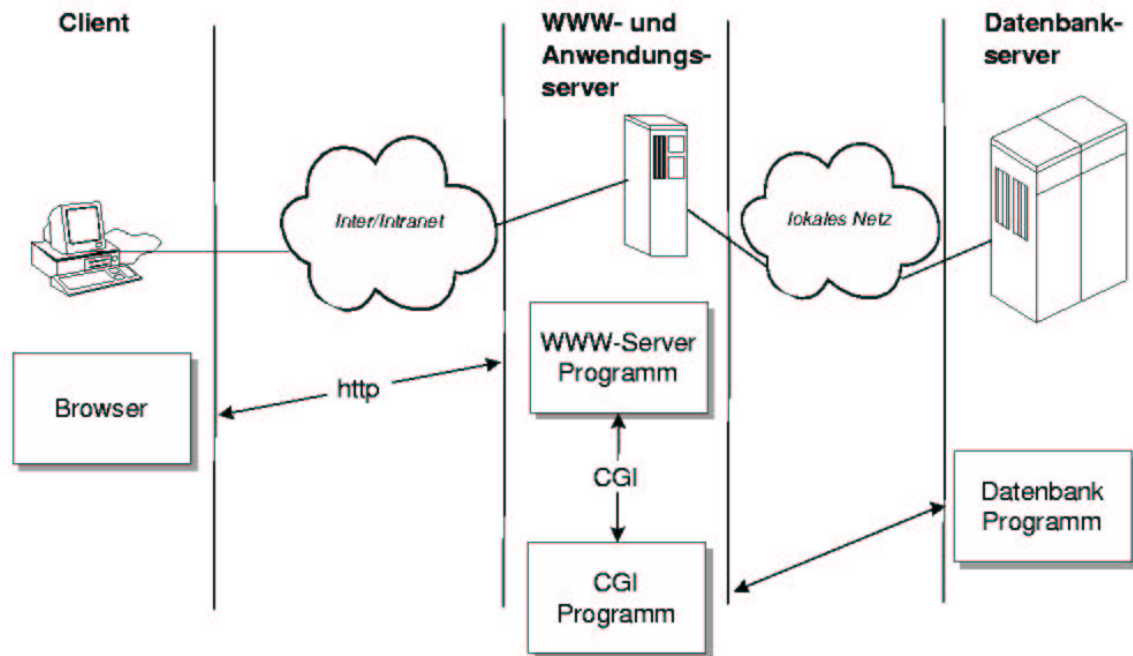 Client
WWW- und
Anwendungs-
server
Datenbank-
server
Inter/Intranet
lokales Netz
WWW-Server
Programm
http
Browser
CGI
Datenbank
Programm
CGI
Programm